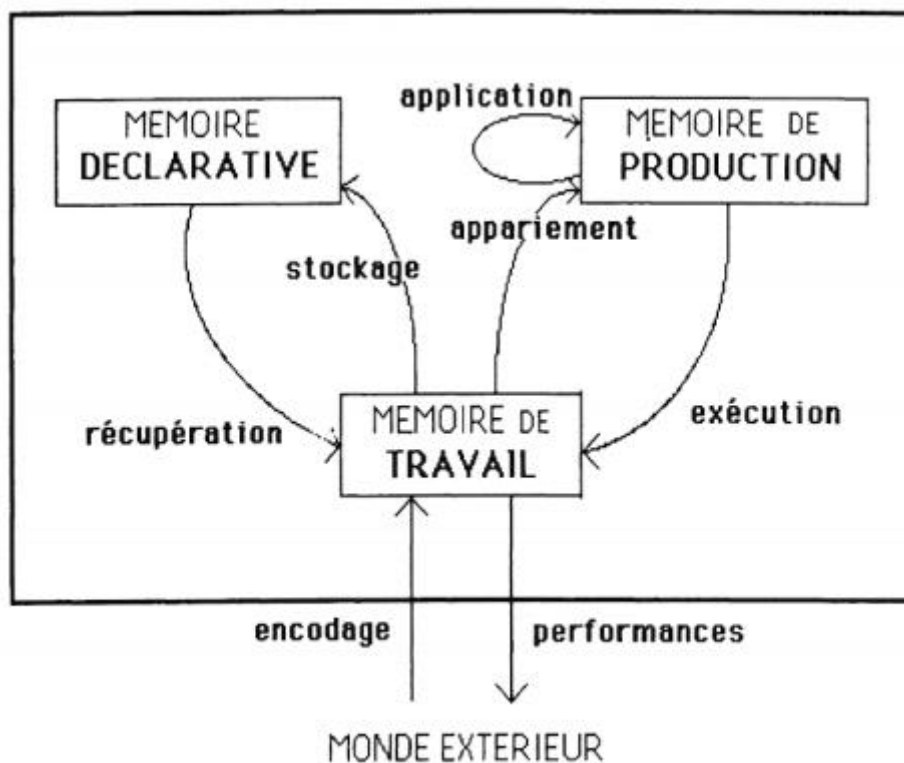 application
MEMOIRE
DECLARATIVE
MEMOIRE DE
PRODUCTION
appariement
stockage
récupération
MEMOIRE DE
TRAVAIL
exécution
encodage
performances
MONDE EXTERIEUR